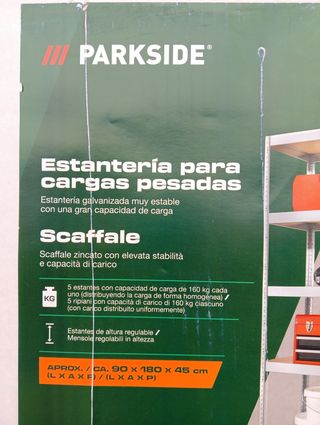 PARKSIDE®
Estantería para
cargas pesadas
Estantería galvanizada muy estable
con una gran capacidad de carga
Scaffale
Scaffale zincato con elevata stabilità
e capacità di carico
KG
5 estantes con capacidad de carga de 160 kg cada
uno (distribuyendo la carga de forma homogénea) /
5 ripiani con capacità di carico di 160 kg ciascuno
(con carico distribuito uniformemente)
Estantes de altura regulable /
Mensole regolabili in altezza
APROX. / CA. 90 x 180 x 45 cm
(L X A X F) / (L X A X P)